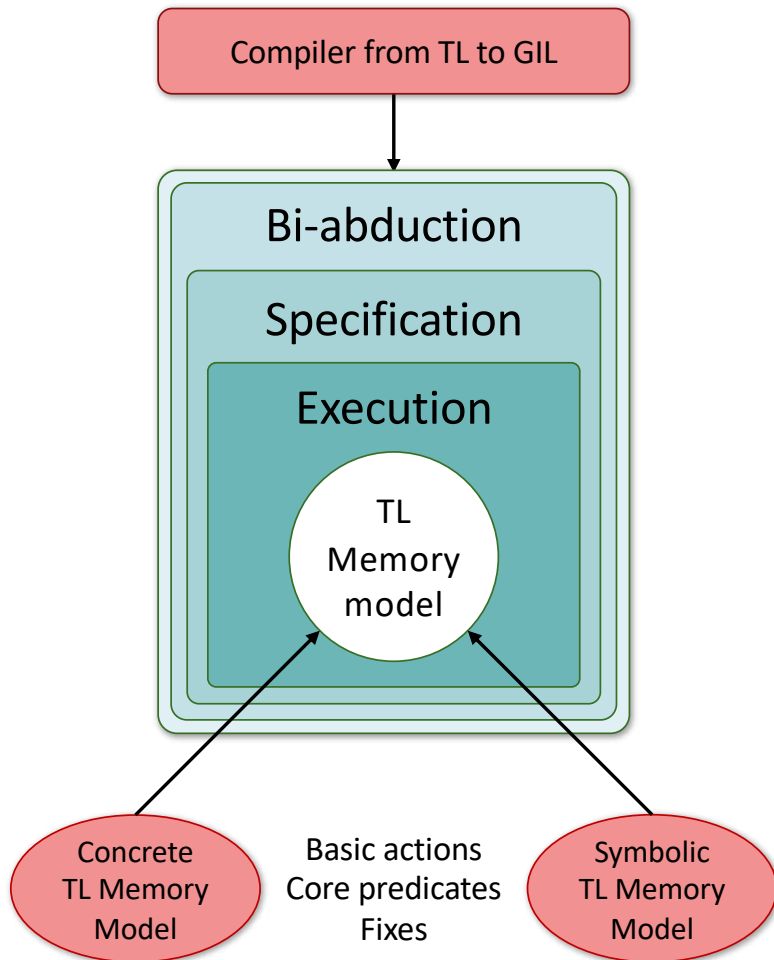 Compiler from TL to GIL
Bi-abduction
Specification
Execution
TL
Memory
model
Concrete
TL Memory
Model
Basic actions
Core predicates
Fixes
Symbolic
TL Memory
Model